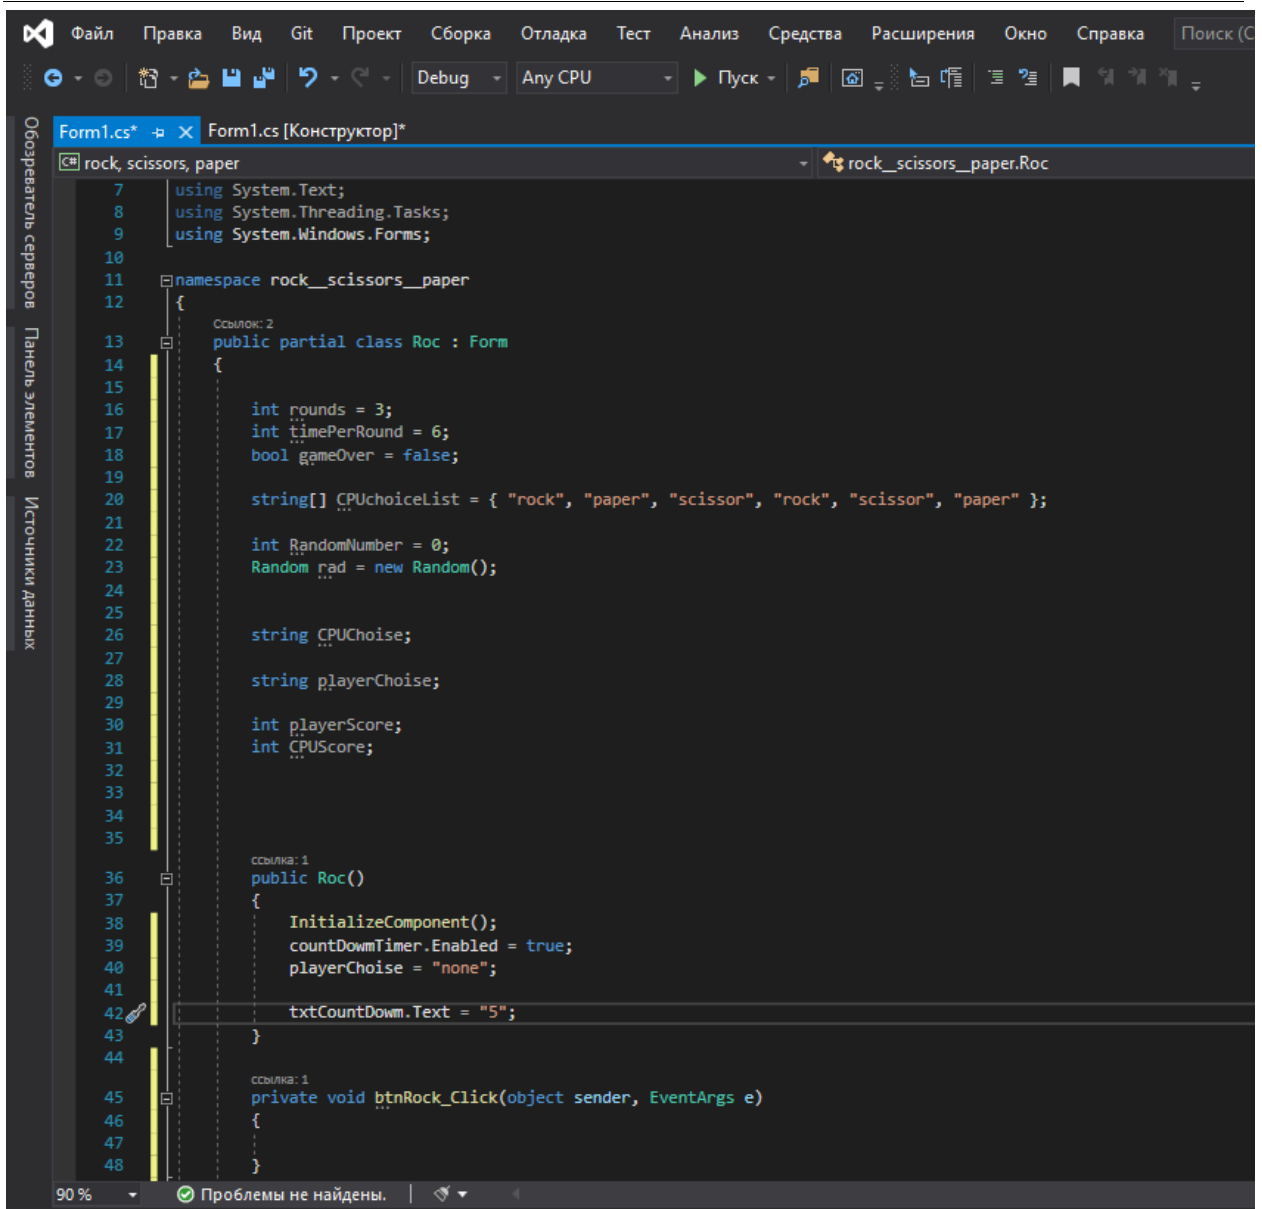 Файл Правка Вид Git Проект Сборка Отладка Тест Анализ Средства Расширения Окно Справка Поиск (C
Debug Any CPU Пуск
Form1.cs* Form1.cs [Конструктор]*
C# rock, scissors, paper rock__scissors__paper.Roc
Обозреватель серверов
Панель элементов
Источники данных
7 using System.Text;
8 using System.Threading.Tasks;
9 using System.Windows.Forms;
10
11 namespace rock__scissors__paper
12 {
Ссылок: 2
13 public partial class Roc : Form
14 {
15
16 int rounds = 3;
17 int timePerRound = 6;
18 bool gameOver = false;
19
20 string[] CPUchoiceList = { "rock", "paper", "scissor", "rock", "scissor", "paper" };
21
22 int RandomNumber = 0;
23 Random rad = new Random();
24
25
26 string CPUChoise;
27
28 string playerChoise;
29
30 int playerScore;
31 int CPUScore;
32
33
34
35
ссылка: 1
36 public Roc()
37 {
38 InitializeComponent();
39 countDowmTimer.Enabled = true;
40 playerChoise = "none";
41
42 txtCountDowm.Text = "5";
43 }
44
ссылка: 1
45 private void btnRock_Click(object sender, EventArgs e)
46 {
47
48 }
90 % Проблемы не найдены.